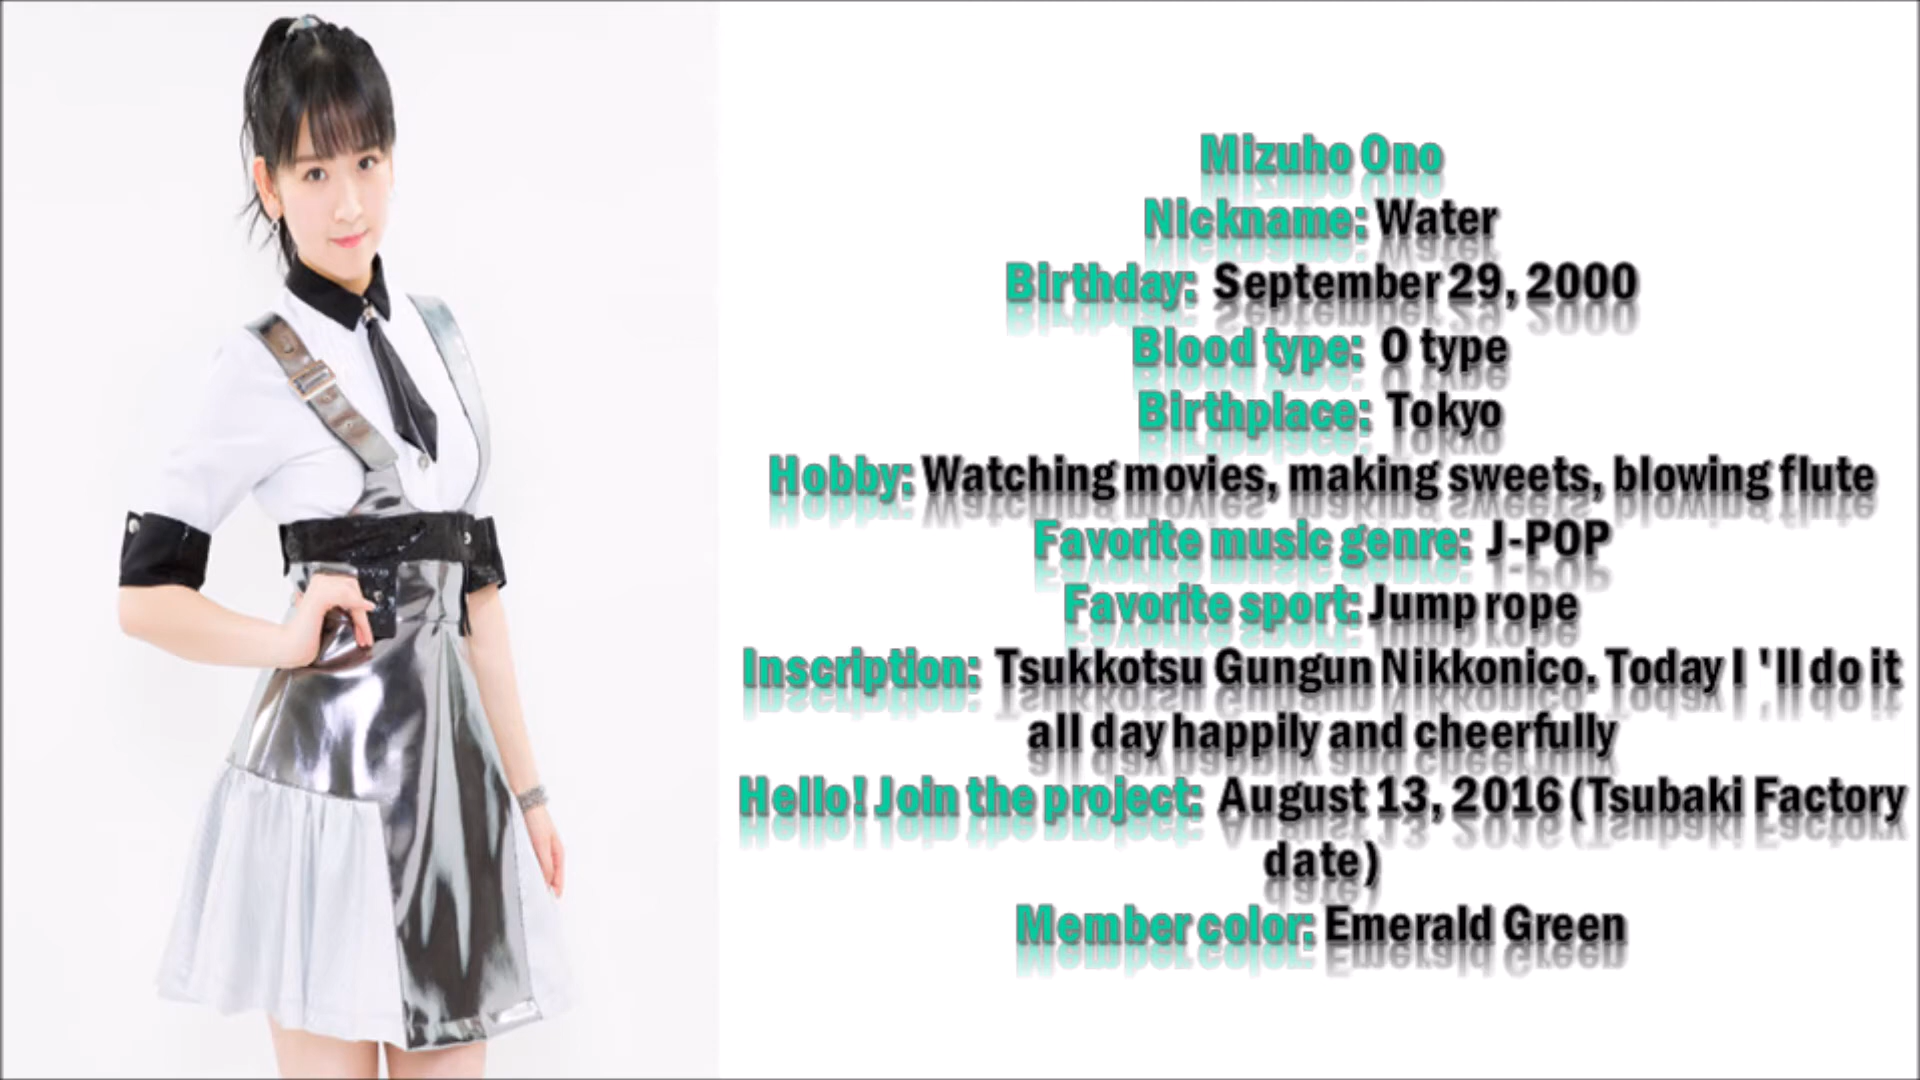 Mizuho Ono
Nickname: Water
Birthday: September 29, 2000
Blood type: O type
Birthplace: Tokyo
Hobby: Watching movies, making sweets, blowing flute
Favorite music genre: J-POP
Favorite sport: Jump rope
Inscription: Tsukkotsu Gungun Nikkonico. Today I 'll do it
all day happily and cheerfully
Hello! Join the project: August 13, 2016 (Tsubaki Factory
date)
Member color: Emerald Green